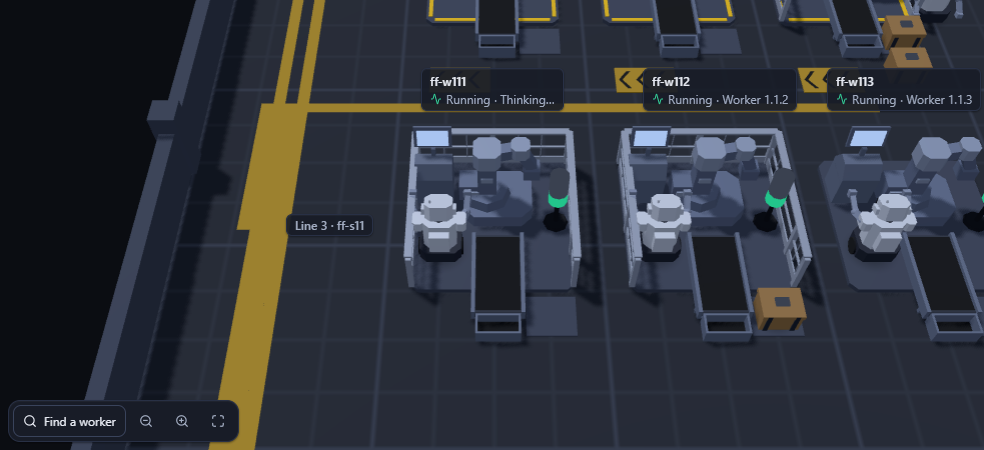 ff-w111
Running · Thinking...
ff-w112
Running · Worker 1.1.2
ff-w113
Running · Worker 1.1.3
Line 3 · ff-s11
Find a worker